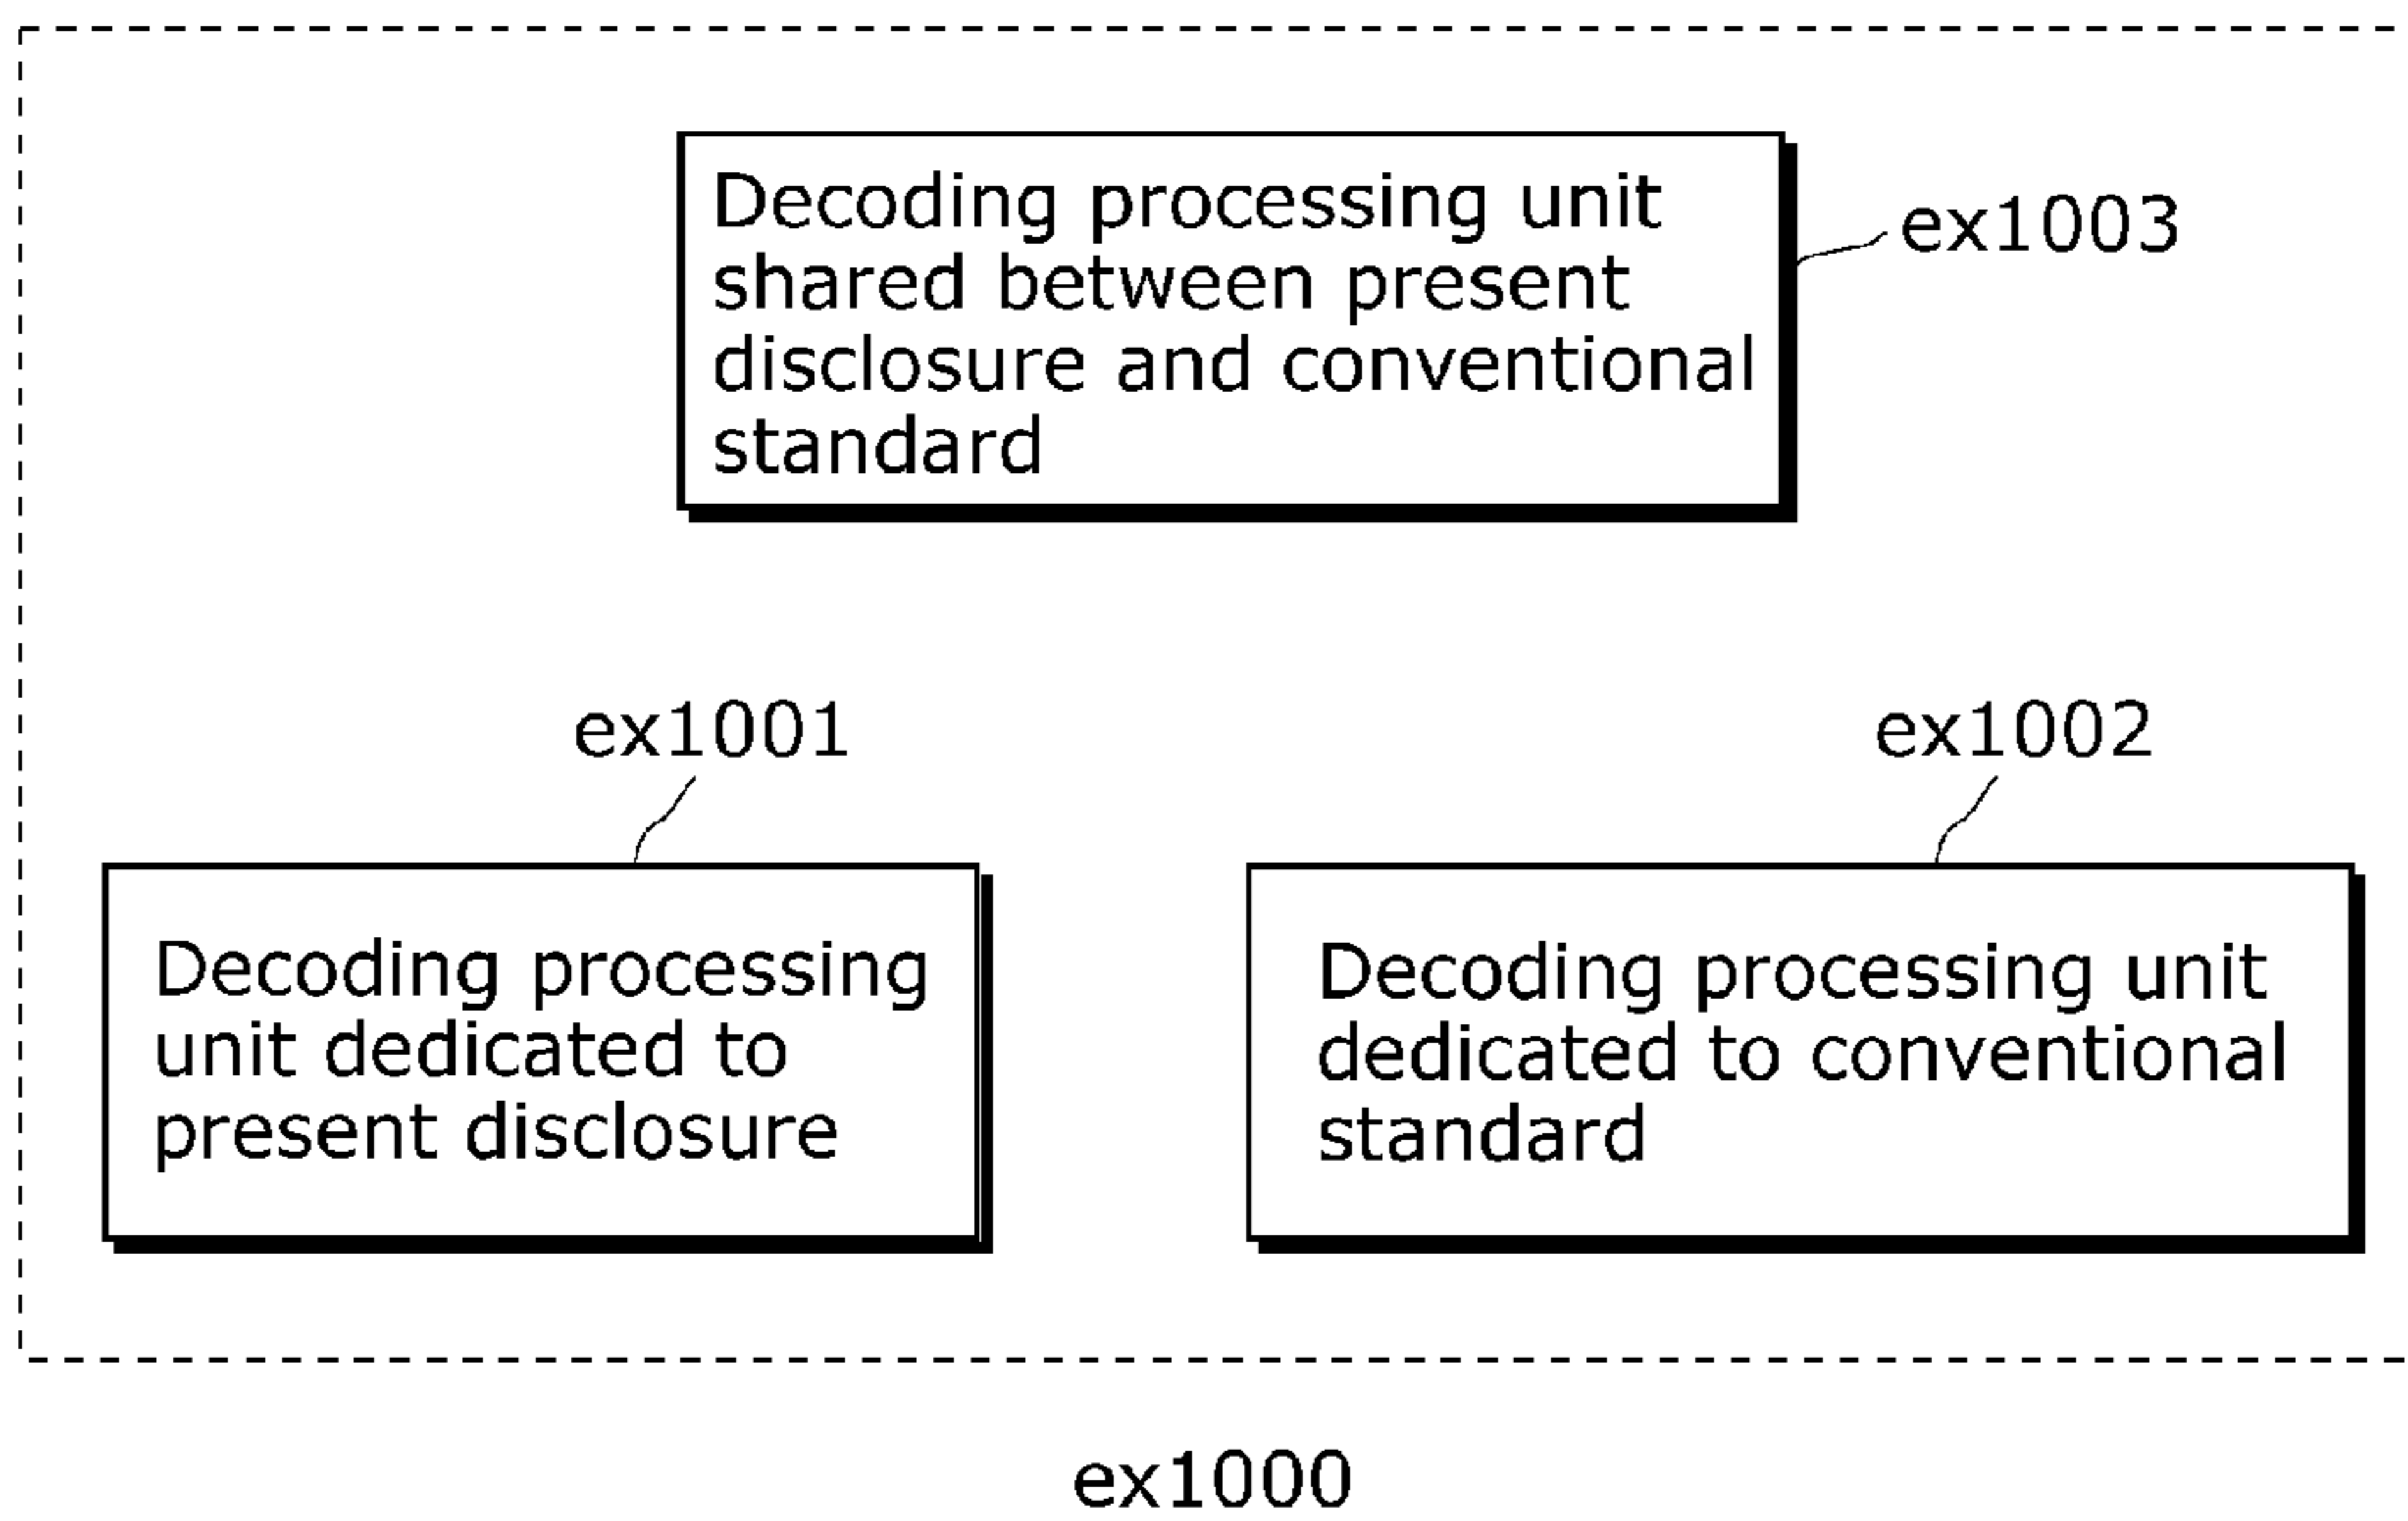 Decoding processing unit
shared between present
disclosure and conventional
standard
ex1003
ex1001
ex1002
Decoding processing
unit dedicated to
present disclosure
Decoding processing unit
dedicated to conventional
standard
ex1000